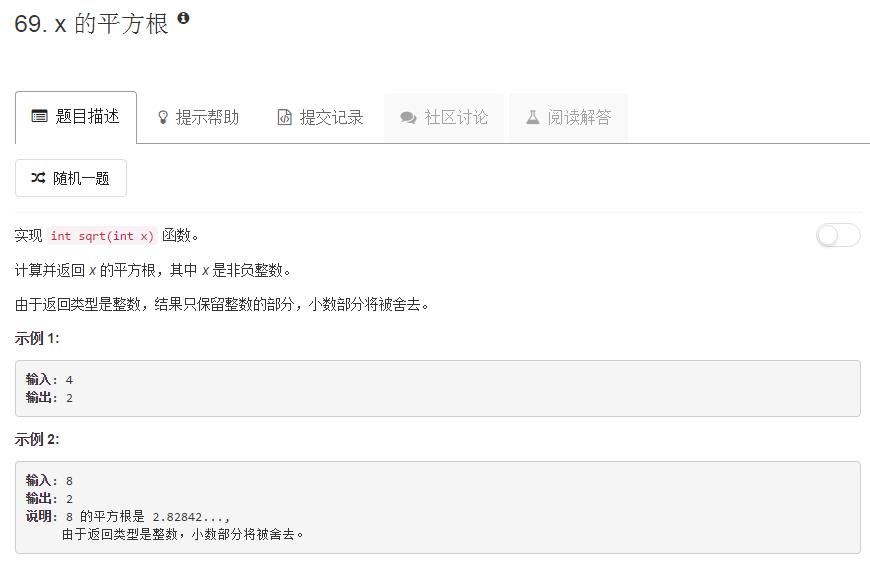 69. x 的平方根
题目描述 提示帮助 提交记录 社区讨论 阅读解答
随机一题
实现 int sqrt(int x) 函数。
计算并返回 x 的平方根，其中 x 是非负整数。
由于返回类型是整数，结果只保留整数的部分，小数部分将被舍去。
示例 1:
输入: 4
输出: 2
示例 2:
输入: 8
输出: 2
说明: 8 的平方根是 2.82842...,
由于返回类型是整数，小数部分将被舍去。